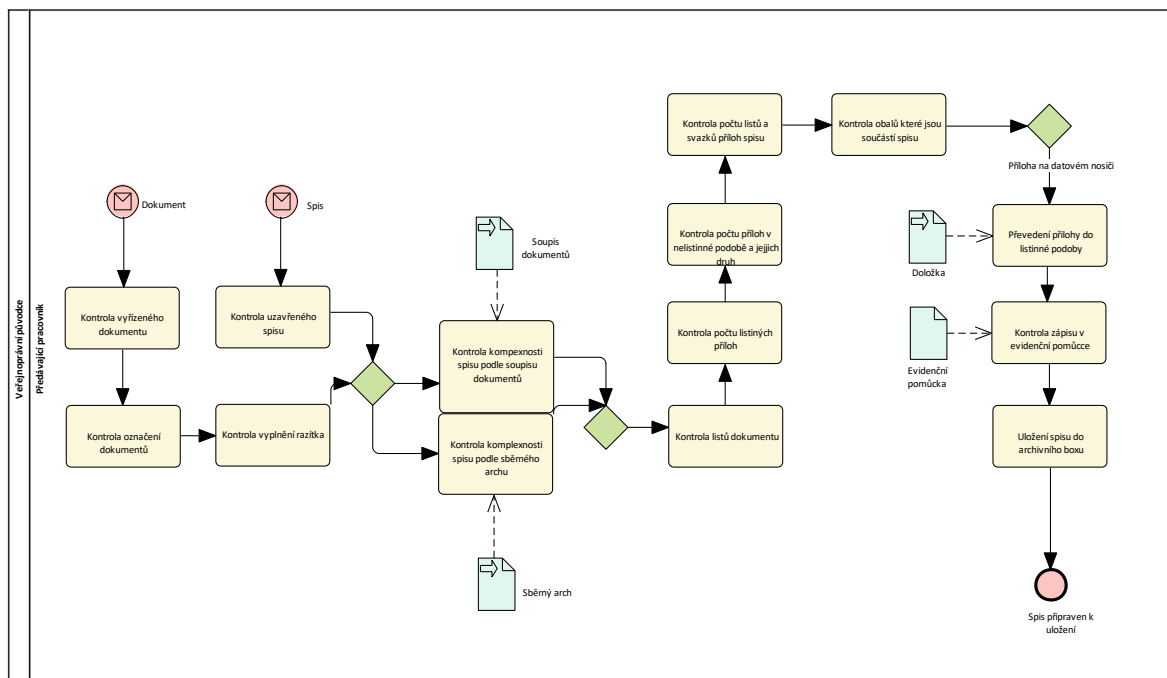 Veřejnoprávní původce
Předávající pracovník
Dokument
Spis
Kontrola vyřízeného
dokumentu
Kontrola uzavřeného
spisu
Kontrola označení
dokumentů
Kontrola vyplnění razítka
Soupis
dokumentů
Kontrola kompexnosti
spisu podle soupisu
dokumentů
Kontrola komplexnosti
spisu podle sběrného
archu
Sběrný arch
Kontrola listů dokumentu
Kontrola počtu listiných
příloh
Kontrola počtu příloh v
nelistinné podobě a jejjich
druh
Kontrola počtu listů a
svazků příloh spisu
Kontrola obalů které jsou
součástí spisu
Příloha na datovém nosiči
Převedení přílohy do
listinné podoby
Doložka
Kontrola zápisu v
evidenční pomůcce
Evidenční
pomůcka
Uložení spisu do
archivního boxu
Spis připraven k
uložení